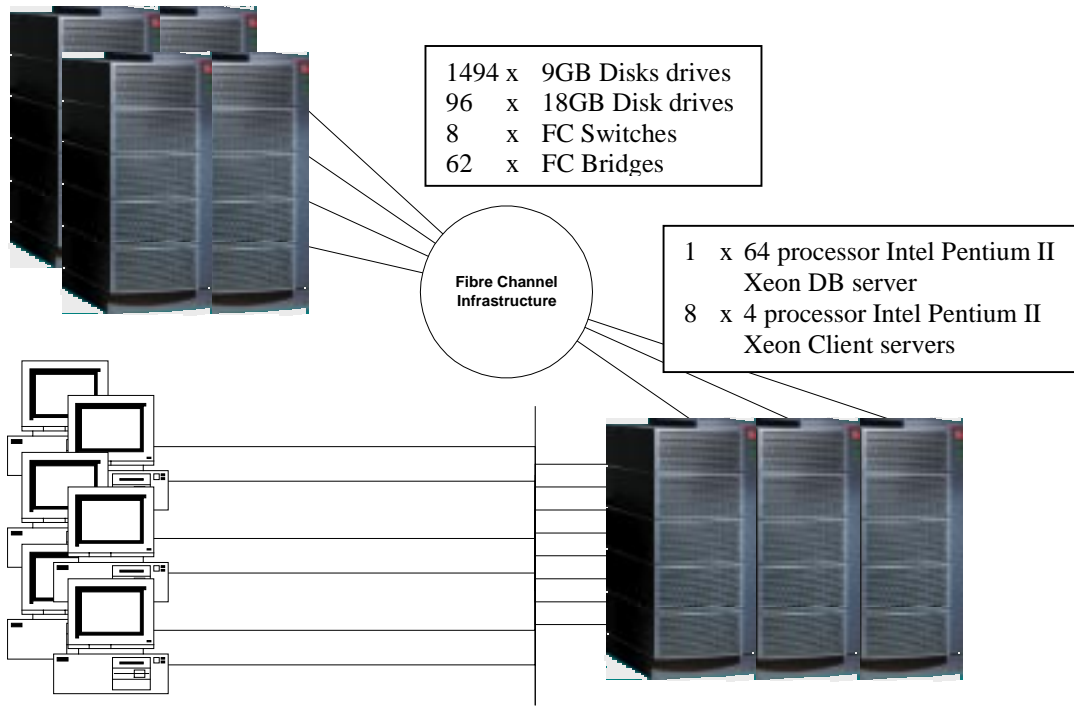 1494 x 9GB Disks drives
96 x 18GB Disk drives
8 x FC Switches
62 x FC Bridges
Fibre Channel
Infrastructure
1 x 64 processor Intel Pentium II
Xeon DB server
8 x 4 processor Intel Pentium II
Xeon Client servers